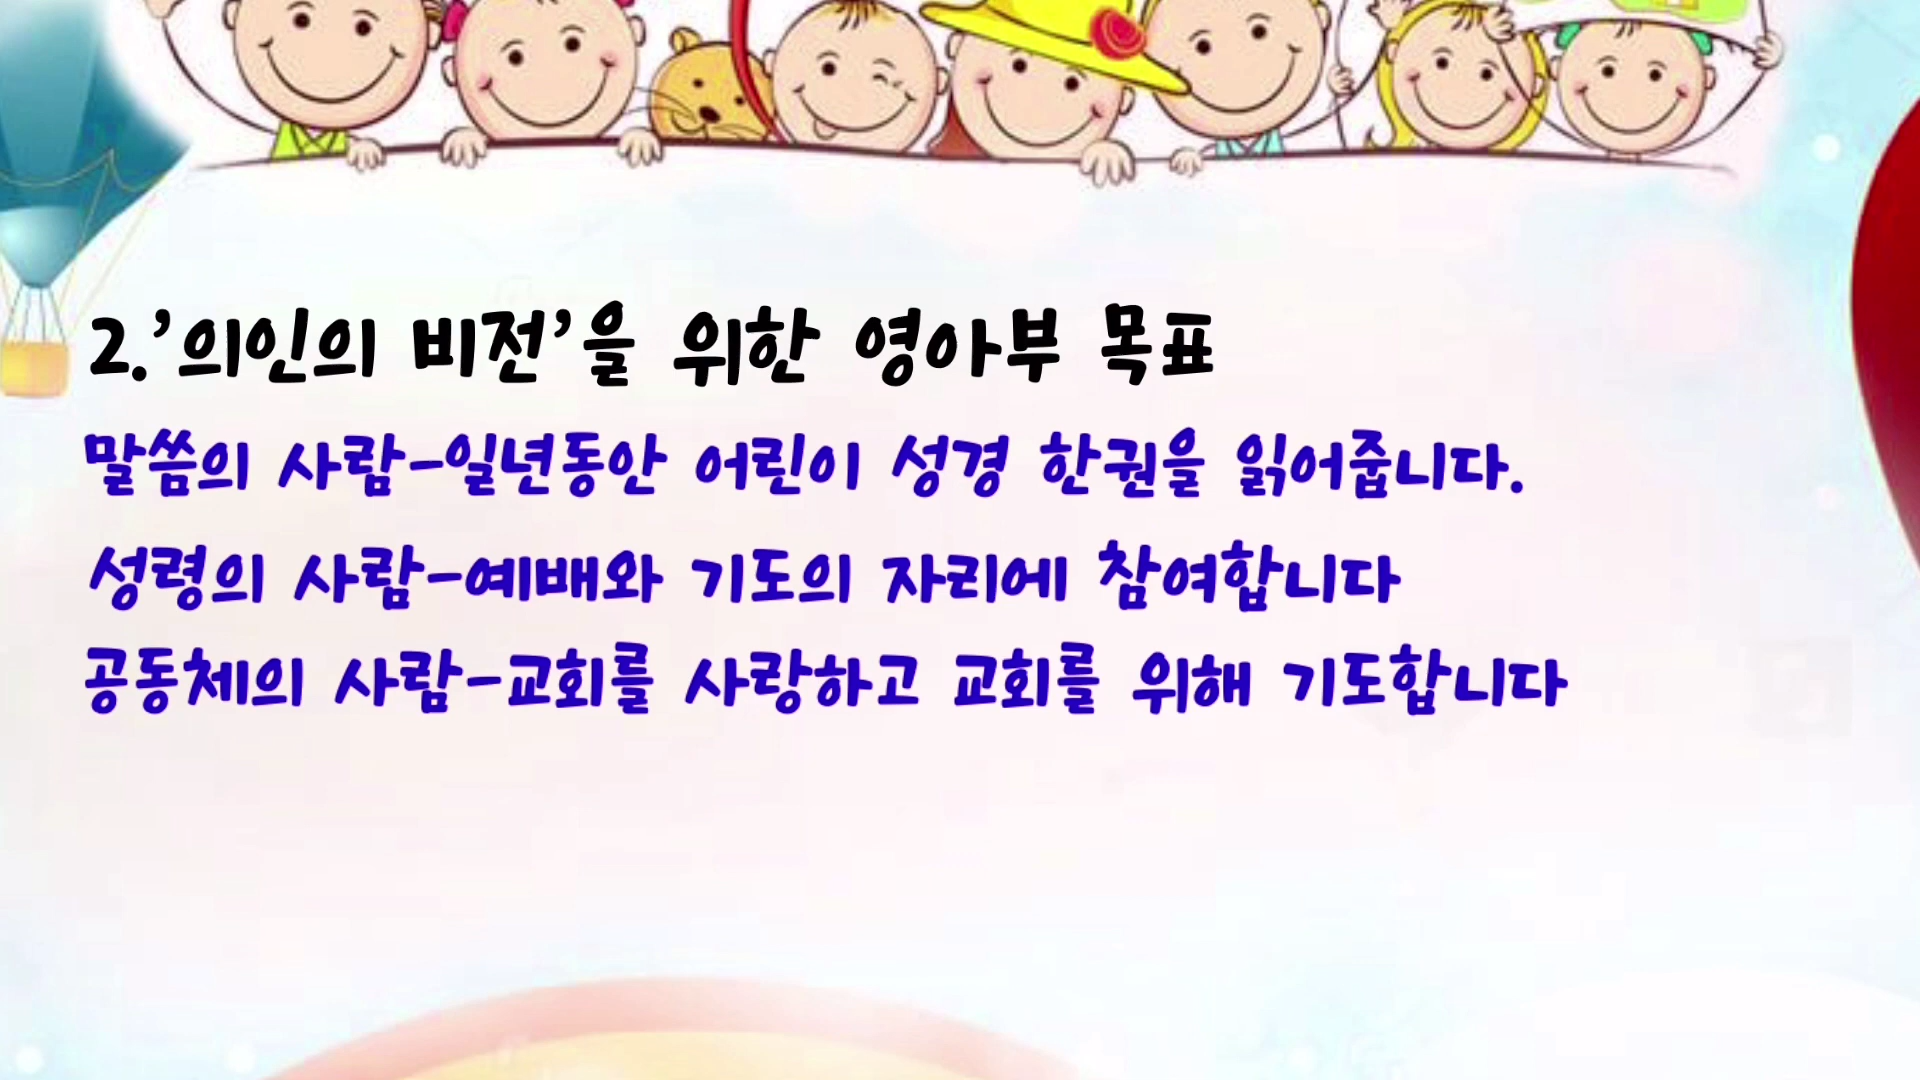 2.'의인의 비전'을 위한 영아부 목표
말씀의 사람-일년동안 어린이 성경 한권을 읽어줍니다.
성령의 사람-예배와 기도의 자리에 참여합니다
공동체의 사람-교회를 사랑하고 교회를 위해 기도합니다